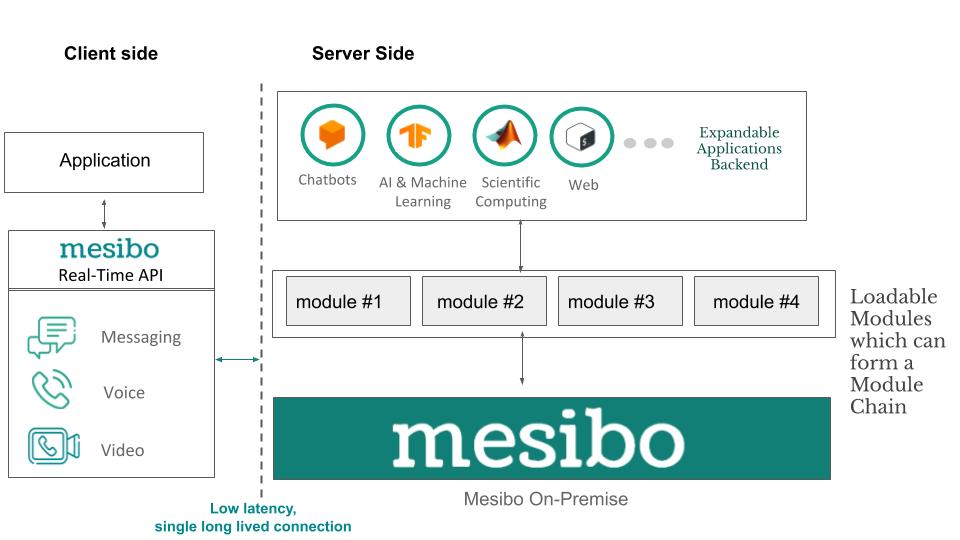 Client side
Server Side
Application
mesibo
Real-Time API
Messaging
Voice
Video
Low latency,
single long lived connection
Chatbots
AI & Machine
Learning
Scientific
Computing
Web
Expandable
Applications
Backend
module #1
module #2
module #3
module #4
Loadable
Modules
which can
form a
Module
Chain
mesibo
Mesibo On-Premise